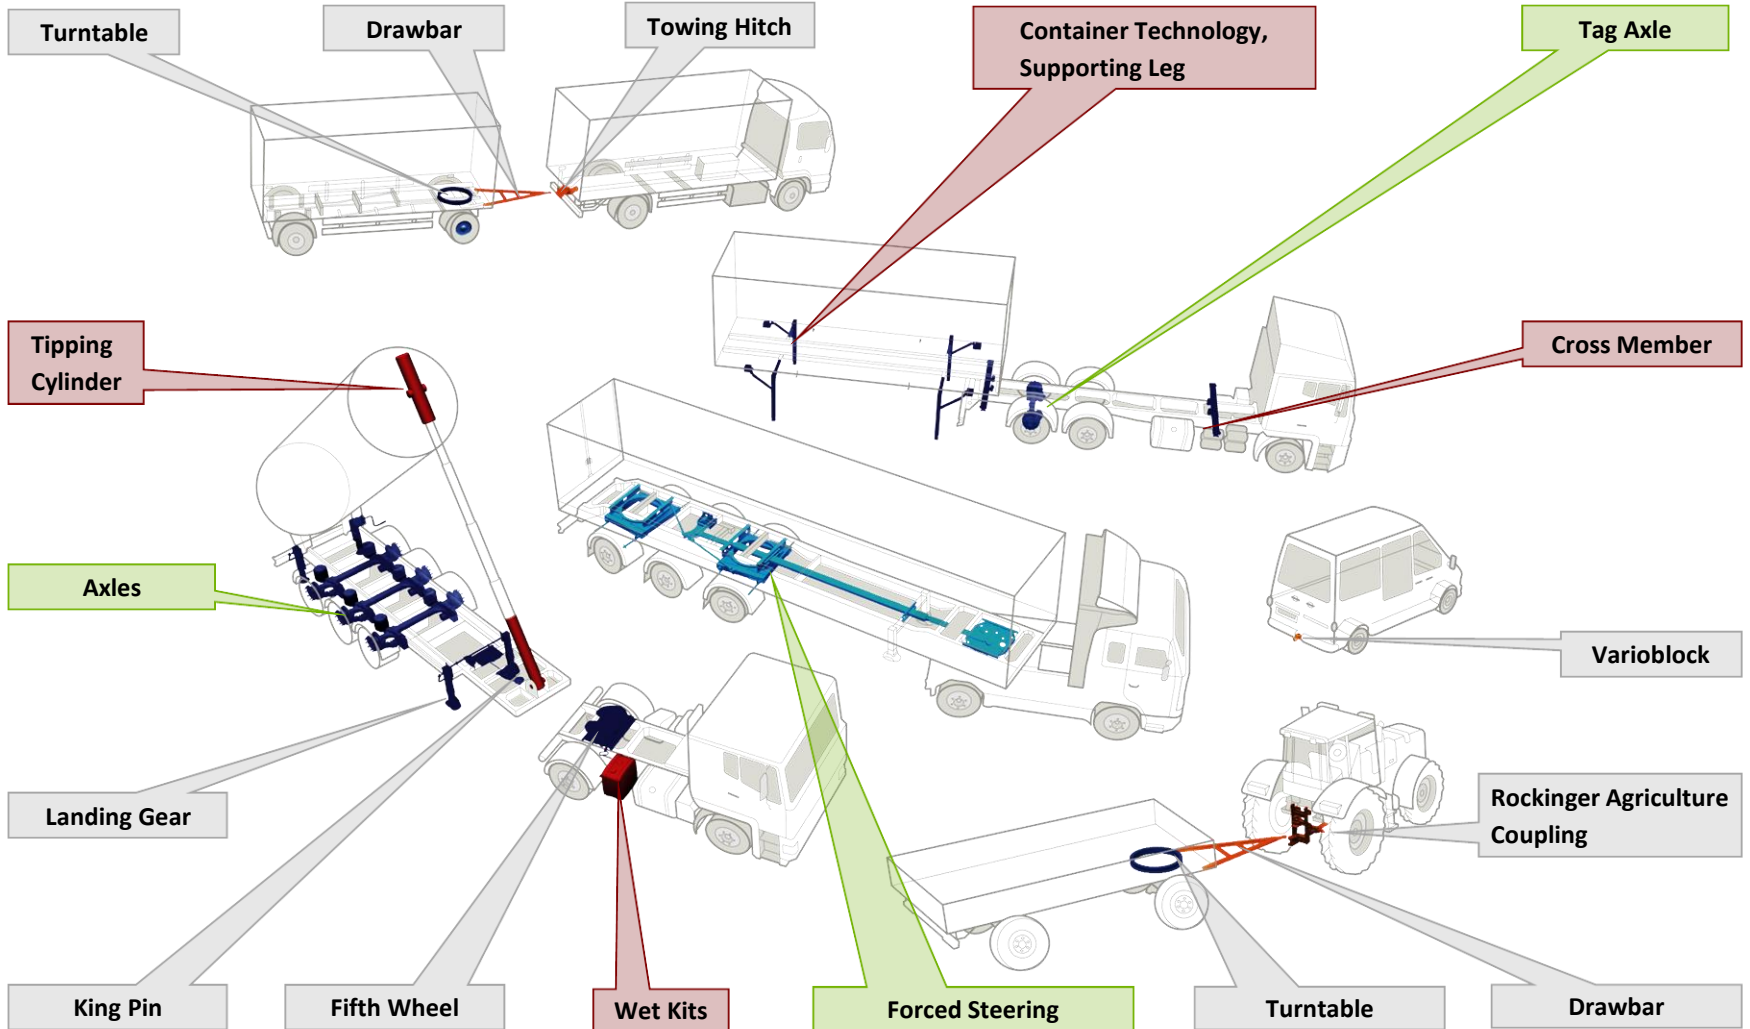 Turntable
Drawbar
Towing Hitch
Container Technology,
Supporting Leg
Tag Axle
Tipping
Cylinder
Cross Member
Axles
Varioblock
Landing Gear
Rockinger Agriculture
Coupling
King Pin
Fifth Wheel
Wet Kits
Forced Steering
Turntable
Drawbar